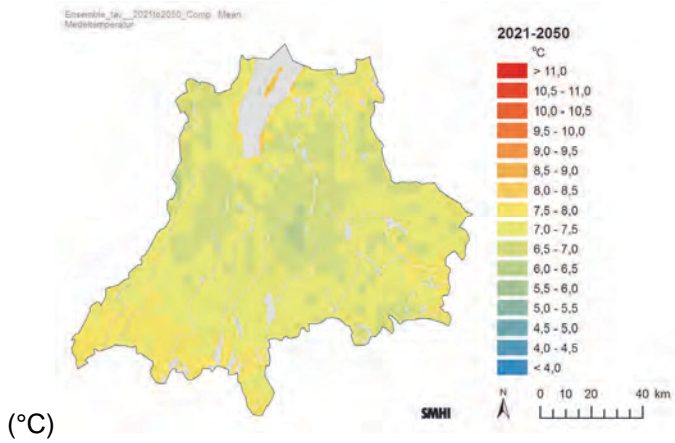 Ensemble_tav__2021to2050_Comp. Mean
Medeltemperatur
2021-2050
°C
> 11,0
10,5 - 11,0
10,0 - 10,5
9,5 - 10,0
9,0 - 9,5
8,5 - 9,0
8,0 - 8,5
7,5 - 8,0
7,0 - 7,5
6,5 - 7,0
6,0 - 6,5
5,5 - 6,0
5,0 - 5,5
4,5 - 5,0
4,0 - 4,5
< 4,0
N
0 10 20 40 km
SMHI
(°C)